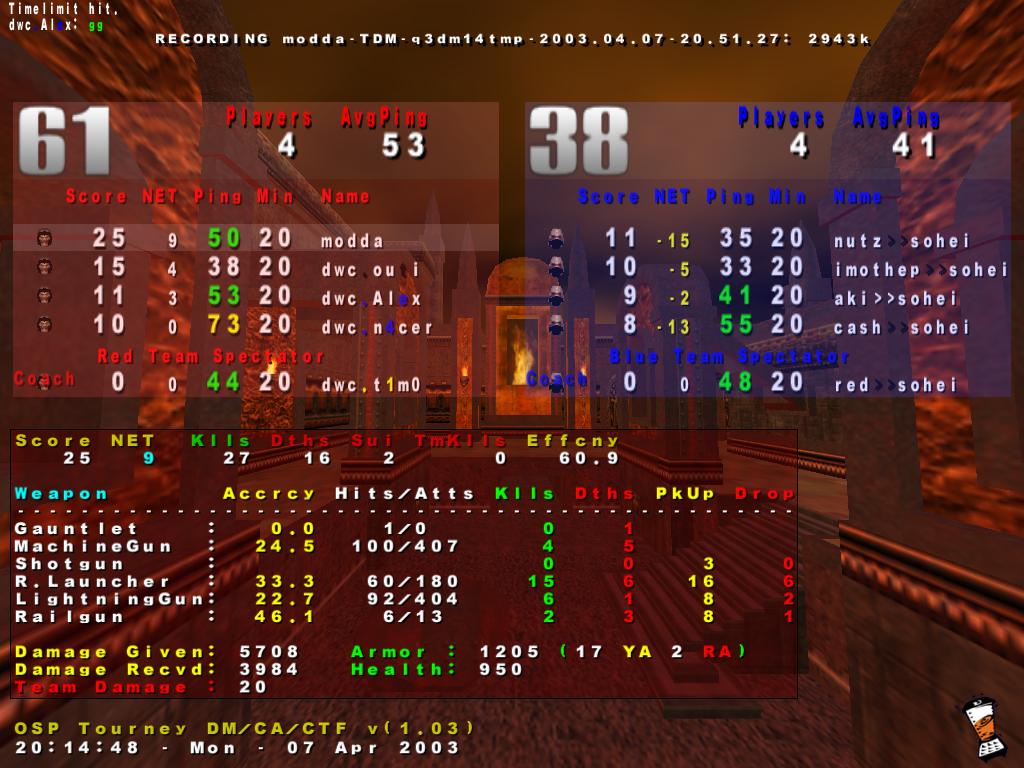 Timelimit hit.
dwc.Alex: gg
RECORDING modda-TDM-q3dm14tmp-2003.04.07-20.51.27: 2943k
61 Players AvgPing
4 53
Score NET Ping Min Name
25 9 50 20 modda
15 4 38 20 dwc.ou i
11 3 53 20 dwc.Alex
10 0 73 20 dwc.n4cer
Red Team Spectator
Coach 0 0 44 20 dwc.t1m0
38 Players AvgPing
4 41
Score NET Ping Min Name
11 -15 35 20 nutz>>sohei
10 -5 33 20 imothep>>sohei
9 -2 41 20 aki>>sohei
8 -13 55 20 cash>>sohei
Blue Team Spectator
Coach 0 0 48 20 red>>sohei
Score NET Klls Dths Sui TmKlls Effcny
25 9 27 16 2 0 60.9
Weapon Accrcy Hits/Atts Klls Dths PkUp Drop
Gauntlet : 0.0 1/0 0 1
MachineGun : 24.5 100/407 4 5
Shotgun : 0 0 3 0
R.Launcher : 33.3 60/180 15 6 16 6
LightningGun: 22.7 92/404 6 1 8 2
Railgun : 46.1 6/13 2 3 8 1
Damage Given: 5708 Armor : 1205 (17 YA 2 RA)
Damage Recvd: 3984 Health: 950
Team Damage : 20
OSP Tourney DM/CA/CTF v(1.03)
20:14:48 - Mon - 07 Apr 2003